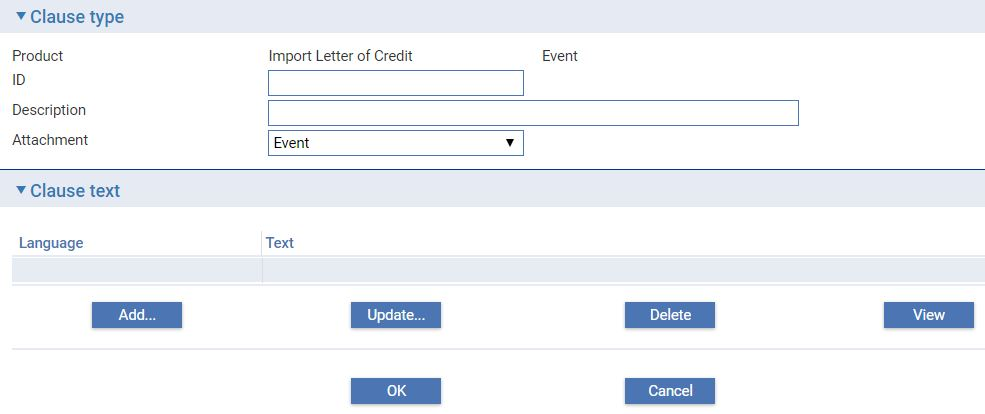 Clause type
Product Import Letter of Credit Event
ID
Description
Attachment Event
Clause text
Language Text
Add... Update... Delete View
OK Cancel